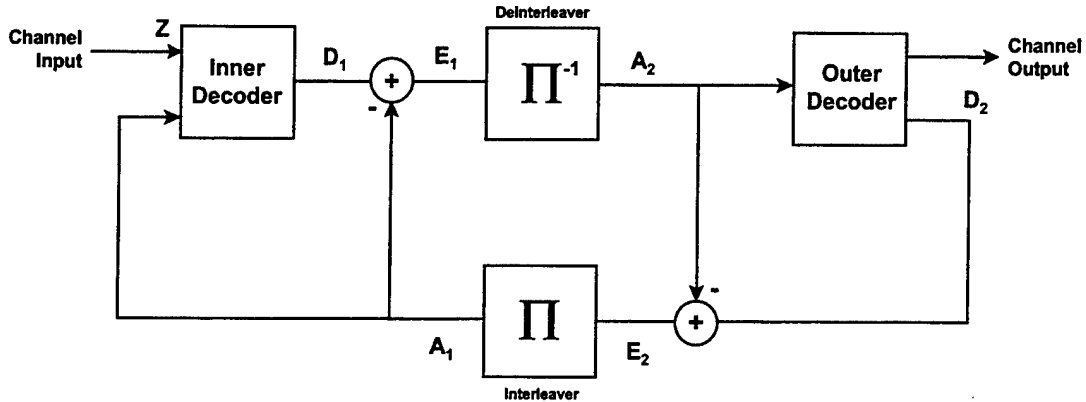 Deinterleaver
Channel
Input
Z
Inner
Decoder
D1
+
-
E1
Π-1
A2
Outer
Decoder
Channel
Output
D2
A1
Π
E2
+
-
Interleaver